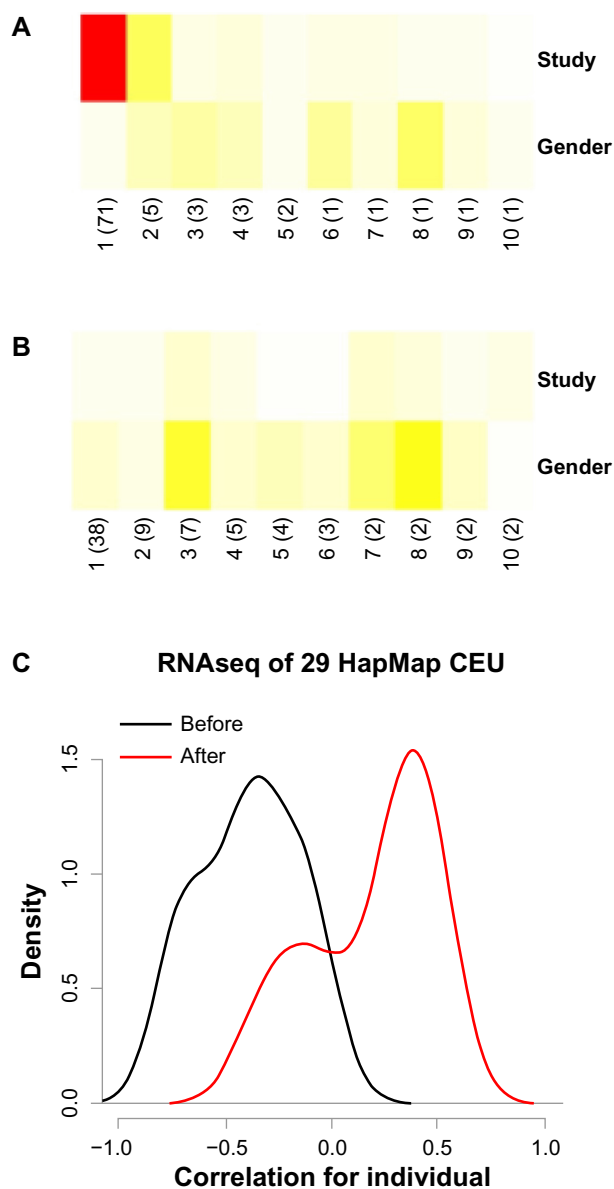 A
Study
Gender
1 (71)
2 (5)
3 (3)
4 (3)
5 (2)
6 (1)
7 (1)
8 (1)
9 (1)
10 (1)
B
Study
Gender
1 (38)
2 (9)
3 (7)
4 (5)
5 (4)
6 (3)
7 (2)
8 (2)
9 (2)
10 (2)
C
RNAseq of 29 HapMap CEU
Before
After
1.5
1.0
0.5
0.0
Density
−1.0
−0.5
0.0
0.5
1.0
Correlation for individual